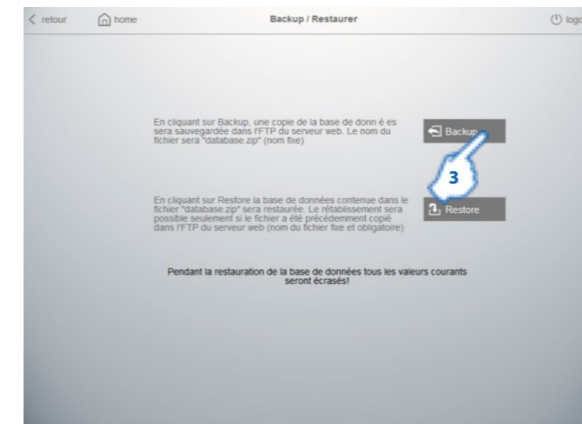 retour
home
Backup / Restaurer
En cliquant sur Backup, une copie de la base de donn é es
sera sauvegardée dans l'FTP du serveur web. Le nom du
fichier sera "database.zip" (nom fixe)
Backup
3
En cliquant sur Restore la base de données contenue dans le
fichier "database.zip" sera restaurée. Le rétablissement sera
possible seulement si le fichier a été précédemment copié
dans l'FTP du serveur web (nom du fichier fixe et obligatoire)
Restore
Pendant la restauration de la base de données tous les valeurs courants
seront écrasés!